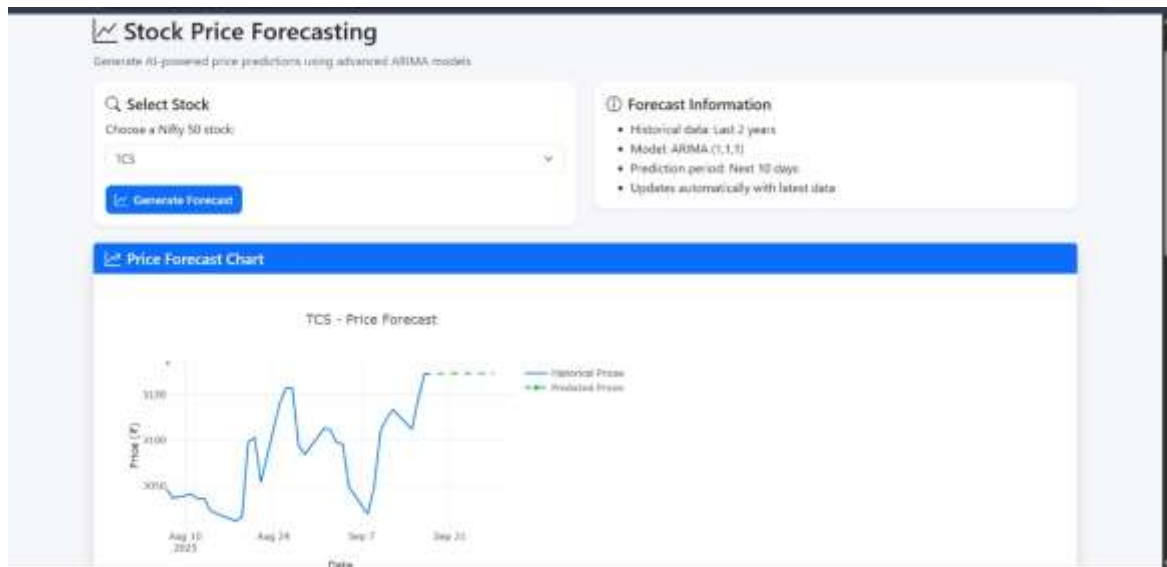 Stock Price Forecasting
Generate AI-powered price predictions using advanced ARIMA models
Select Stock
Choose a Nifty 50 stock:
TCS
Generate Forecast
Forecast Information
Historical data: Last 2 years
Model: ARIMA (1,1,1)
Prediction period: Next 10 days
Updates automatically with latest data
Price Forecast Chart
TCS - Price Forecast
Historical Prices
Predicted Prices
3150
3100
3050
Price (₹)
Aug 10
2025
Aug 24
Sep 7
Sep 21
Date